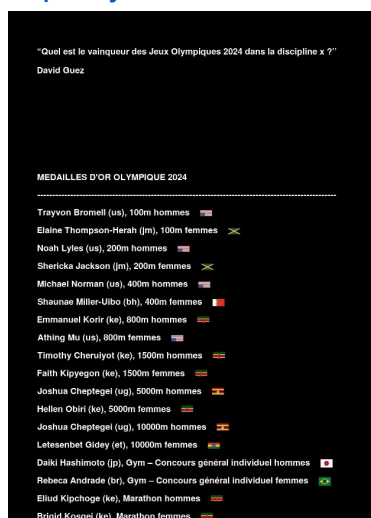 “Quel est le vainqueur des Jeux Olympiques 2024 dans la discipline x ?”
David Guez
MEDAILLES D'OR OLYMPIQUE 2024
Trayvon Bromell (us), 100m hommes
Elaine Thompson-Herah (jm), 100m femmes
Noah Lyles (us), 200m hommes
Shericka Jackson (jm), 200m femmes
Michael Norman (us), 400m hommes
Shaunae Miller-Uibo (bh), 400m femmes
Emmanuel Korir (ke), 800m hommes
Athing Mu (us), 800m femmes
Timothy Cheruiyot (ke), 1500m hommes
Faith Kipyegon (ke), 1500m femmes
Joshua Cheptegei (ug), 5000m hommes
Hellen Obiri (ke), 5000m femmes
Joshua Cheptegei (ug), 10000m hommes
Letesenbet Gidey (et), 10000m femmes
Daiki Hashimoto (jp), Gym – Concours général individuel hommes
Rebeca Andrade (br), Gym – Concours général individuel femmes
Eliud Kipchoge (ke), Marathon hommes
Brigid Kosgei (ke), Marathon femmes